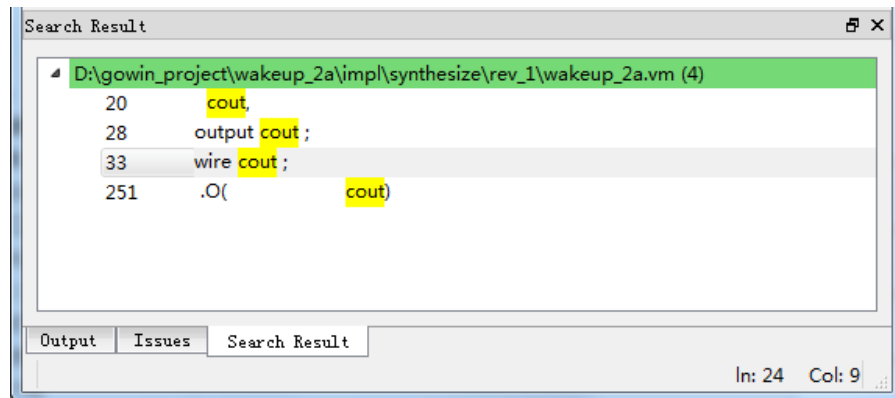 Search Result
D:\gowin_project\wakeup_2a\impl\synthesize\rev_1\wakeup_2a.vm (4)
20 cout,
28 output cout ;
33 wire cout ;
251 .O( cout)
Output Issues Search Result
ln: 24 Col: 9